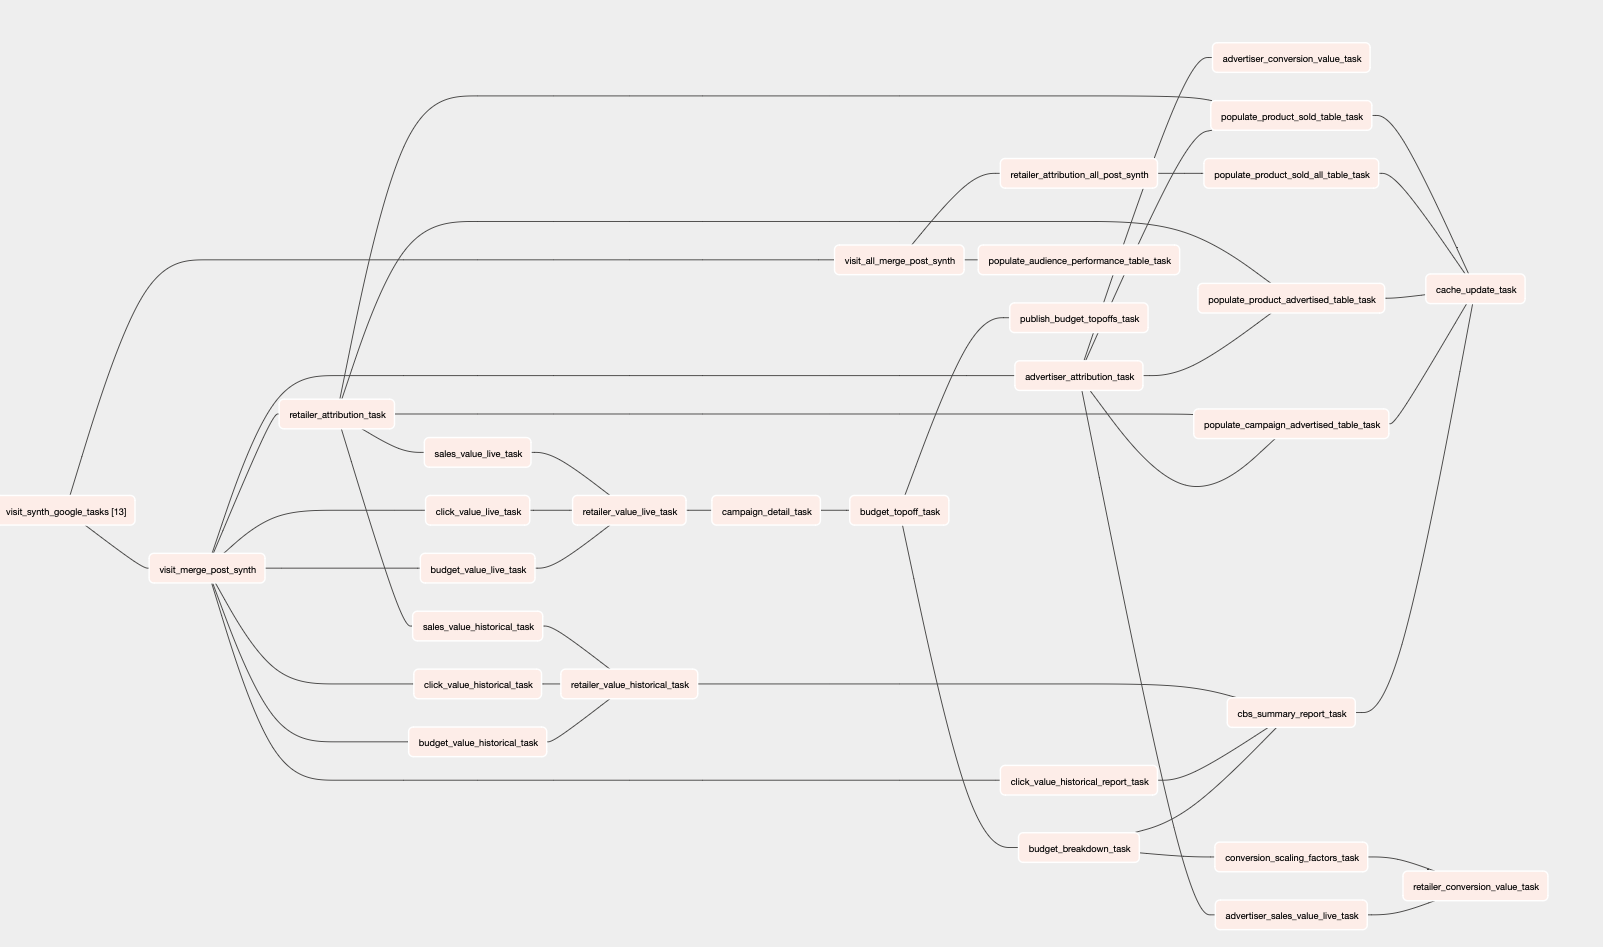 advertiser_conversion_value_task
populate_product_sold_table_task
retailer_attribution_all_post_synth
populate_product_sold_all_table_task
visit_all_merge_post_synth
populate_audience_performance_table_task
cache_update_task
populate_product_advertised_table_task
publish_budget_topoffs_task
advertiser_attribution_task
retailer_attribution_task
populate_campaign_advertised_table_task
sales_value_live_task
visit_synth_google_tasks [13]
click_value_live_task
retailer_value_live_task
campaign_detail_task
budget_topoff_task
visit_merge_post_synth
budget_value_live_task
sales_value_historical_task
click_value_historical_task
retailer_value_historical_task
cbs_summary_report_task
budget_value_historical_task
click_value_historical_report_task
budget_breakdown_task
conversion_scaling_factors_task
retailer_conversion_value_task
advertiser_sales_value_live_task